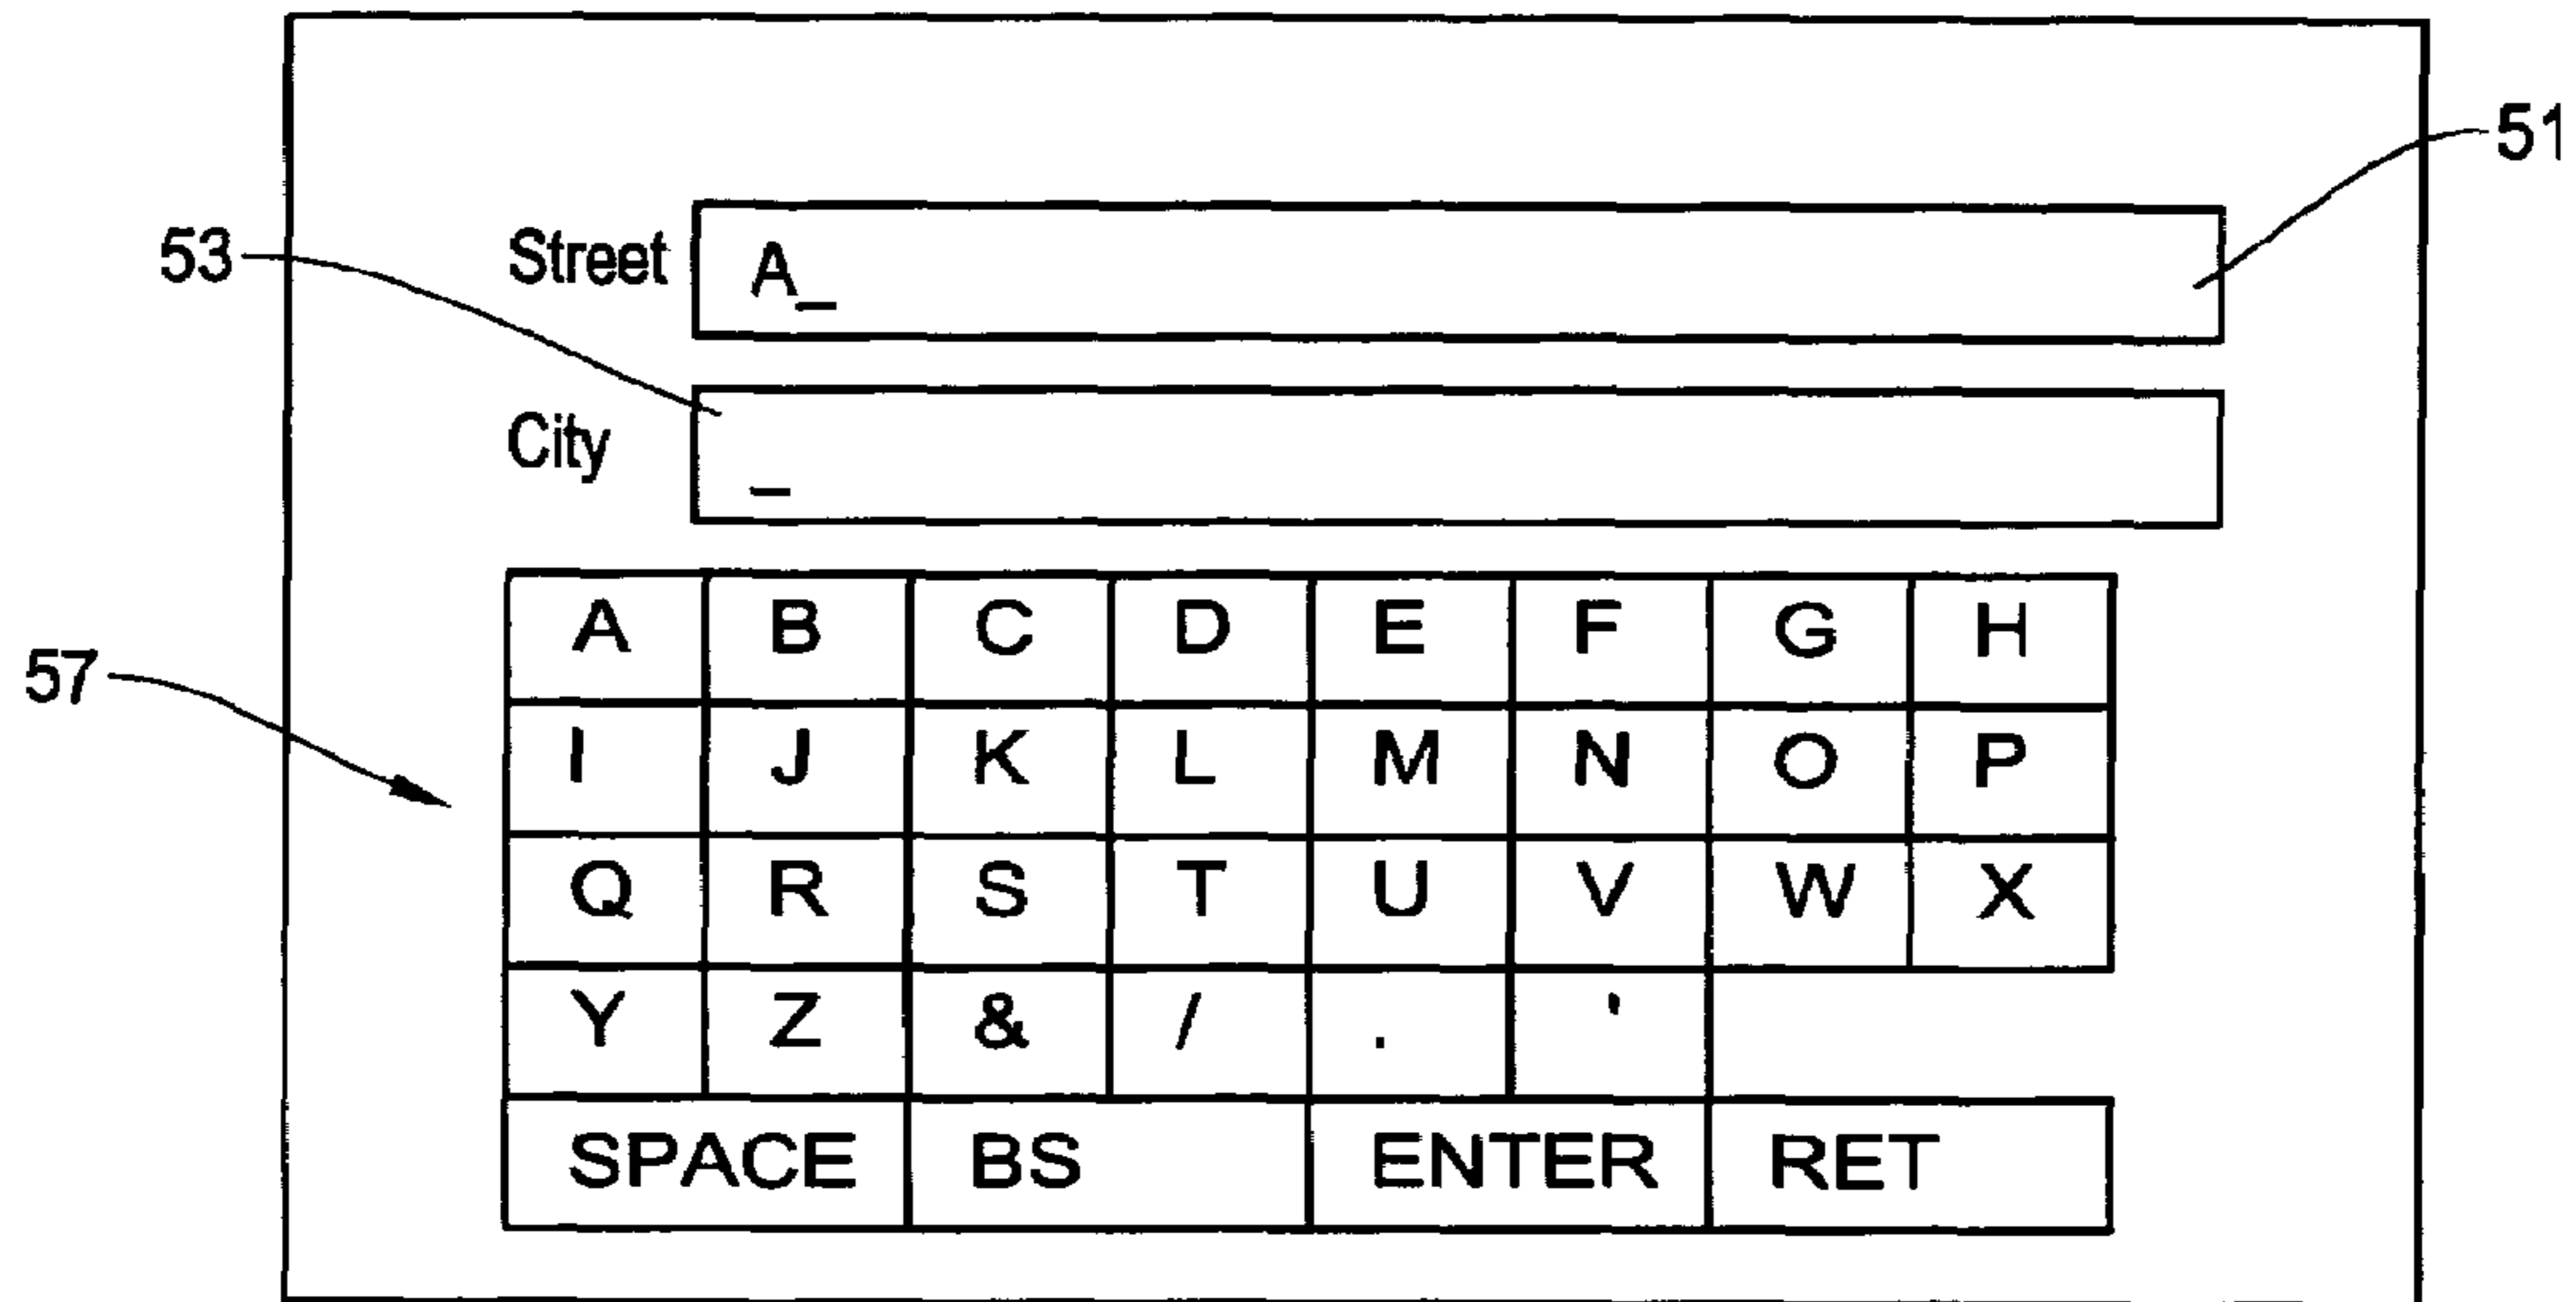 51
Street A_
53
City _
A B C D E F G H
57
I J K L M N O P
Q R S T U V W X
Y Z & / . '
SPACE BS ENTER RET